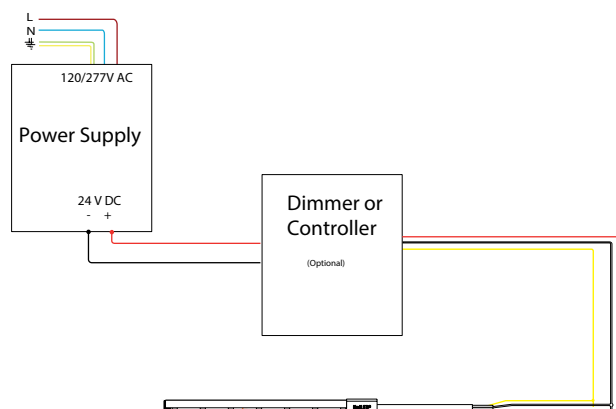 L
N
120/277V AC
Power Supply
24 V DC
- +
Dimmer or
Controller
(Optional)